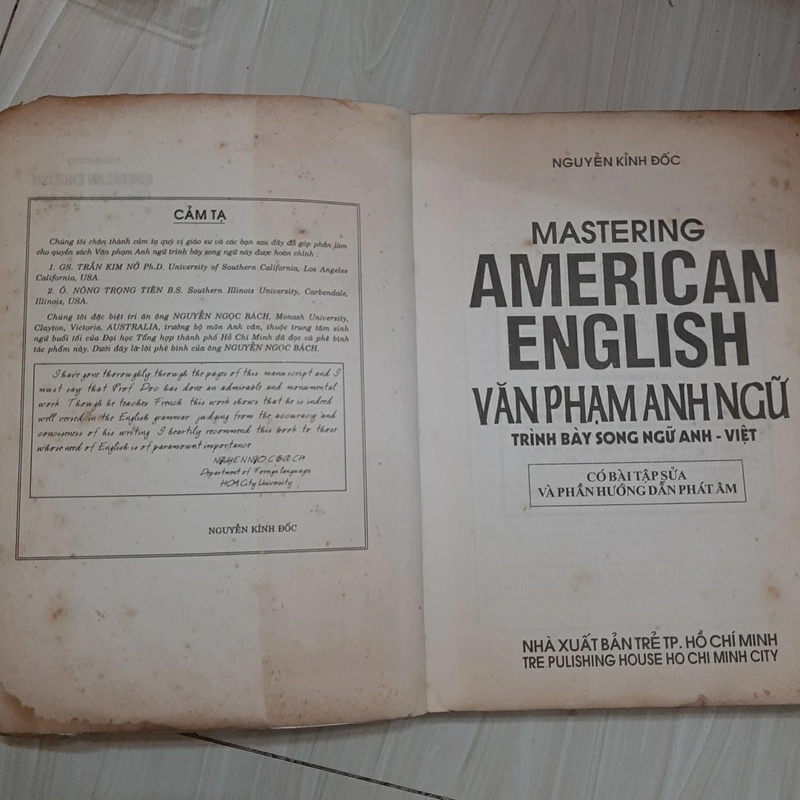 CẢM TẠ
Chúng tôi chân thành cảm tạ quý vị giáo sư và các bạn sau đây đã góp phần làm
cho quyển sách Văn phạm Anh ngữ trình bày song ngữ này được hoàn chỉnh :
1. GS. TRẦN KIM NỞ Ph.D. University of Southern California, Los Angeles
California, USA.
2. Ô. NÔNG TRỌNG TIÊN B.S. Southern Illinois University, Carbendale,
Illinois, USA.
Chúng tôi đặc biệt tri ân ông NGUYỄN NGỌC BÁCH, Monash University,
Clayton, Victoria, AUSTRALIA, trưởng bộ môn Anh văn, thuộc trung tâm sinh
ngữ buổi tối của Đại học Tổng hợp thành phố Hồ Chí Minh đã đọc và phê bình
tác phẩm này. Dưới đây là lời phê bình của ông NGUYỄN NGỌC BÁCH.
I have gone thoroughly through the pages of this manuscript and I
must say that Prof. Doc has done an admirable and monumental
work. Though he teaches French this work shows that he is indeed
well versed in the English grammar judging from the accuracy and
conciseness of his writing. I heartily recommend this book to those
whose need of English is of paramount importance.
NGUYEN NGOC BACH
Department of Foreign languages
HCM City University
NGUYỄN KỈNH ĐỐC
NGUYỄN KỈNH ĐỐC
MASTERING
AMERICAN
ENGLISH
VĂN PHẠM ANH NGỮ
TRÌNH BÀY SONG NGỮ ANH - VIỆT
CÓ BÀI TẬP SỬA
VÀ PHẦN HƯỚNG DẪN PHÁT ÂM
NHÀ XUẤT BẢN TRẺ TP. HỒ CHÍ MINH
TRE PULISHING HOUSE HO CHI MINH CITY